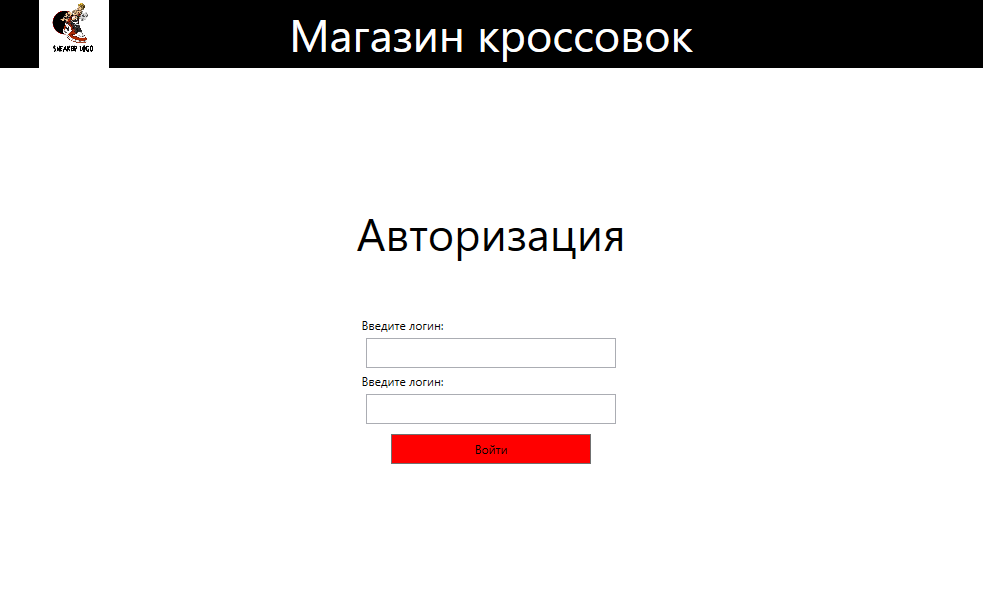 SNEAKER LOGO
Магазин кроссовок
Авторизация
Введите логин:
Введите логин:
Войти